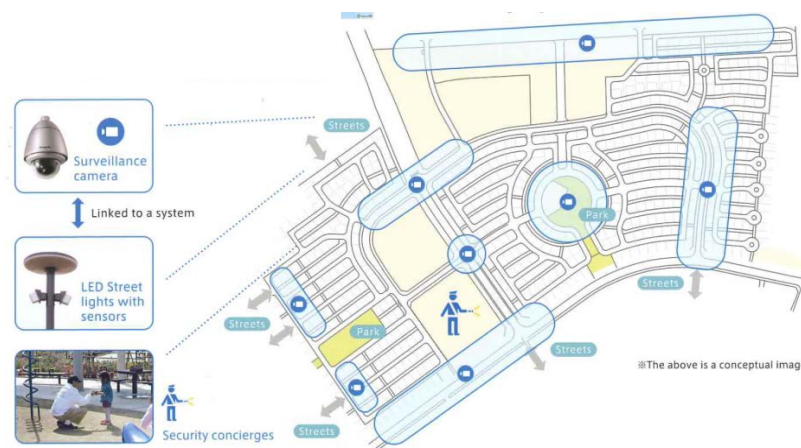 Surveillance
camera
Linked to a system
LED Street
lights with
sensors
Security concierges
Streets
Streets
Park
Streets
Park
Streets
Streets
※The above is a conceptual imag